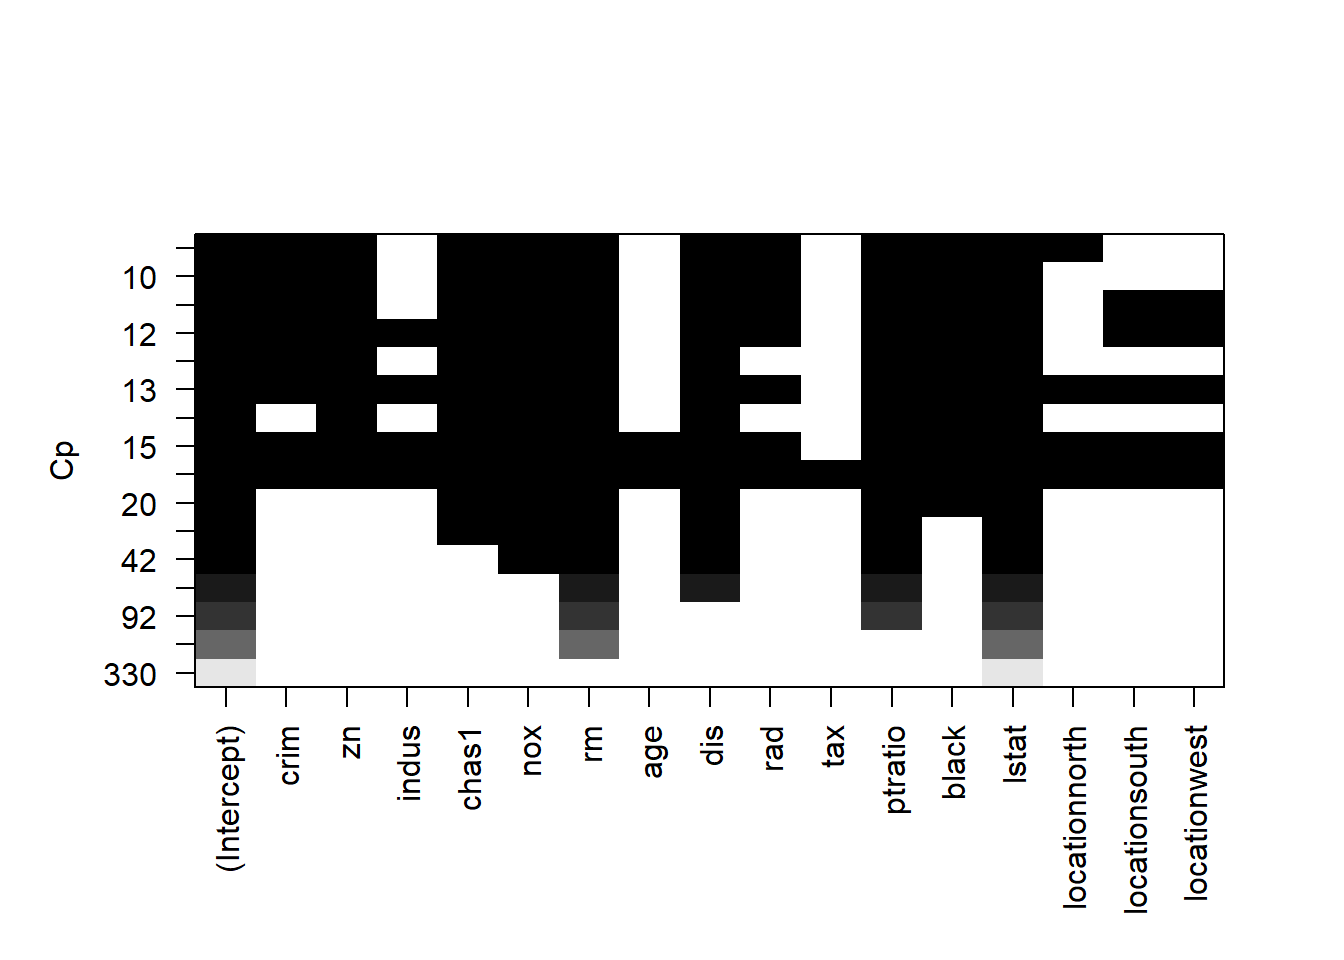 Cp
10
12
13
15
20
42
92
330
(Intercept)
crim
zn
indus
chas1
nox
rm
age
dis
rad
tax
ptratio
black
lstat
locationnorth
locationsouth
locationwest